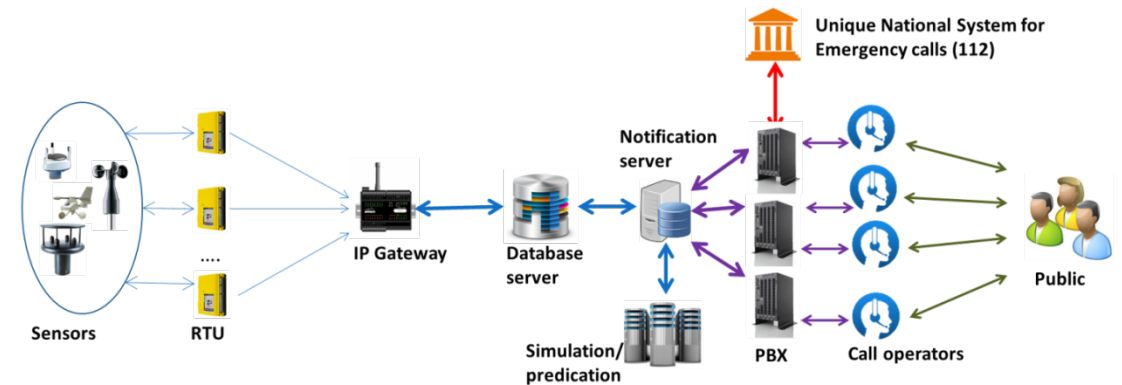 Unique National System for
Emergency calls (112)
Notification
server
....
IP Gateway
Database
server
Public
Sensors
RTU
Simulation/
predication
PBX
Call operators